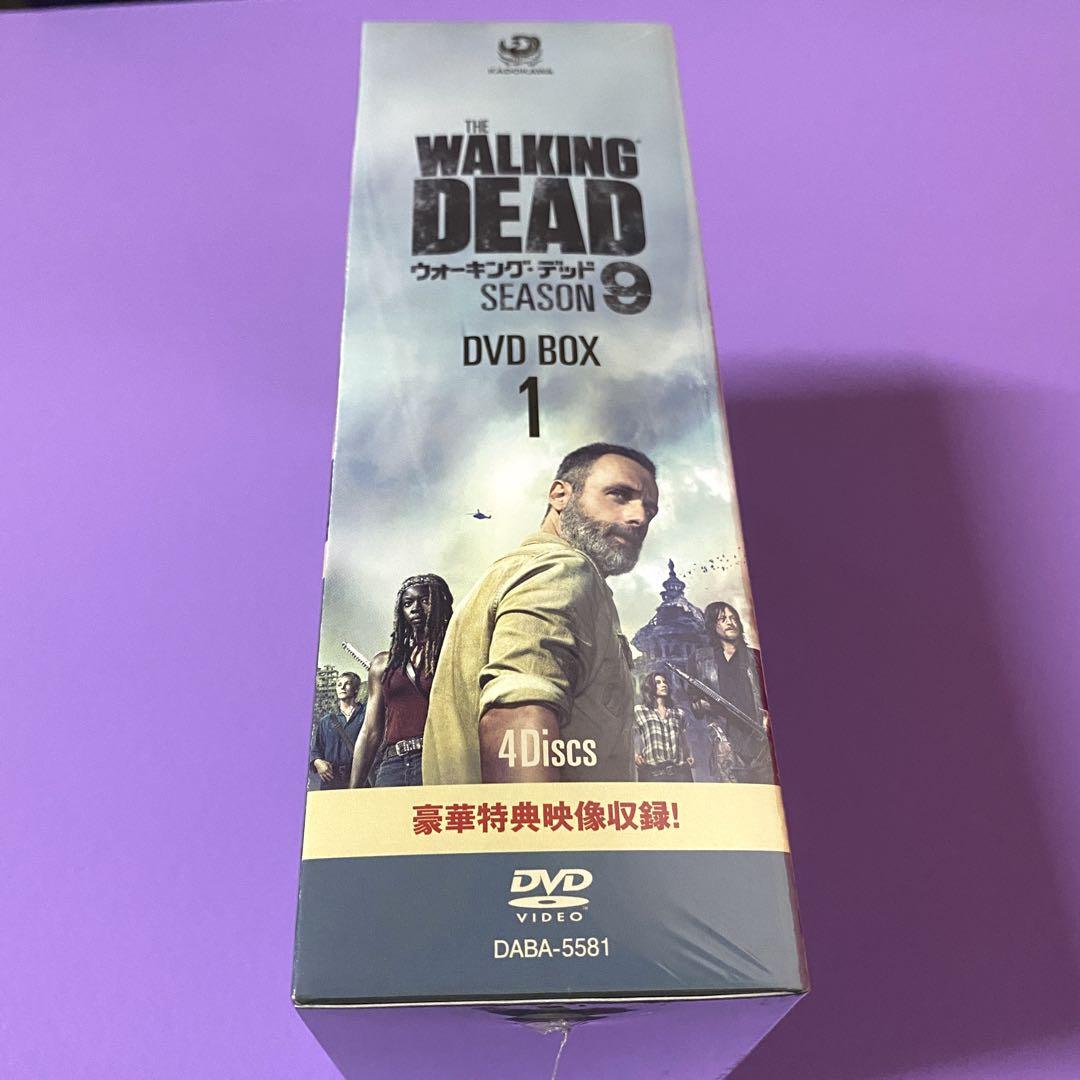 KADOKAWA
THE
WALKING
DEAD
ウォーキング・デッド
SEASON 9
DVD BOX
1
4Discs
豪華特典映像収録!
DVD
VIDEO™
DABA-5581